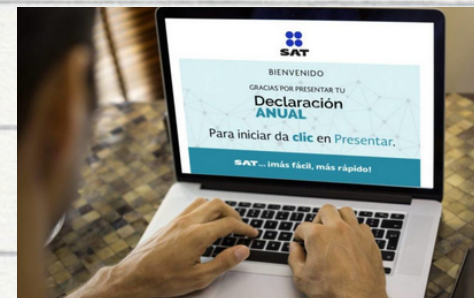 SAT
BIENVENIDO
GRACIAS POR PRESENTAR TU
Declaración
ANUAL
Para iniciar da clic en Presentar.
SAT... ¡más fácil, más rápido!